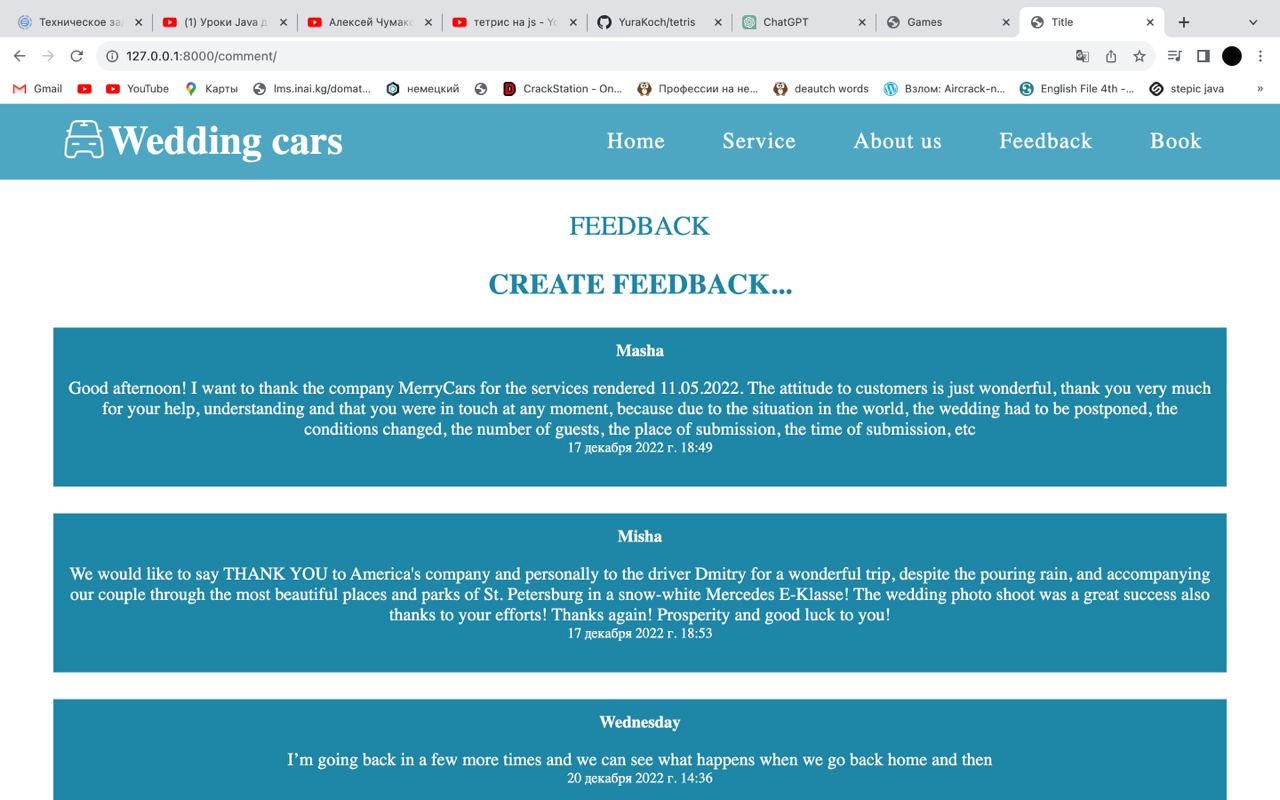 Техническое за
(1) Уроки Java д
Алексей Чумако
тетрис на js - Yo
YuraKoch/tetris
ChatGPT
Games
Title
127.0.0.1:8000/comment/
Gmail
YouTube
Карты
lms.inai.kg/domat...
немецкий
CrackStation - On...
Профессии на не...
deautch words
Взлом: Aircrack-n...
English File 4th -...
stepic java
»
Wedding cars
Home
Service
About us
Feedback
Book
FEEDBACK
CREATE FEEDBACK...
Masha
Good afternoon! I want to thank the company MerryCars for the services rendered 11.05.2022. The attitude to customers is just wonderful, thank you very much
for your help, understanding and that you were in touch at any moment, because due to the situation in the world, the wedding had to be postponed, the
conditions changed, the number of guests, the place of submission, the time of submission, etc
17 декабря 2022 г. 18:49
Misha
We would like to say THANK YOU to America's company and personally to the driver Dmitry for a wonderful trip, despite the pouring rain, and accompanying
our couple through the most beautiful places and parks of St. Petersburg in a snow-white Mercedes E-Klasse! The wedding photo shoot was a great success also
thanks to your efforts! Thanks again! Prosperity and good luck to you!
17 декабря 2022 г. 18:53
Wednesday
I’m going back in a few more times and we can see what happens when we go back home and then
20 декабря 2022 г. 14:36